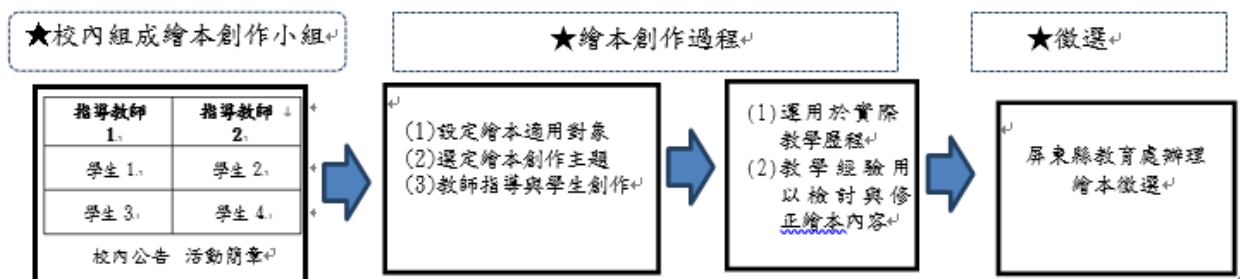 ★校內組成繪本創作小組
★繪本創作過程
★徵選
指導教師 指導教師
1. 2.
學生 1. 學生 2.
學生 3. 學生 4.
校內公告 活動簡章
(1)設定繪本適用對象
(2)選定繪本創作主題
(3)教師指導與學生創作
(1)運用於實際
教學歷程
(2)教學經驗用
以檢討與修
正繪本內容
屏東縣教育處辦理
繪本徵選